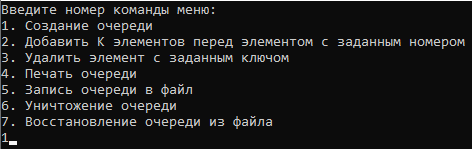 Введите номер команды меню:
1. Создание очереди
2. Добавить К элементов перед элементом с заданным номером
3. Удалить элемент с заданным ключом
4. Печать очереди
5. Запись очереди в файл
6. Уничтожение очереди
7. Восстановление очереди из файла
1